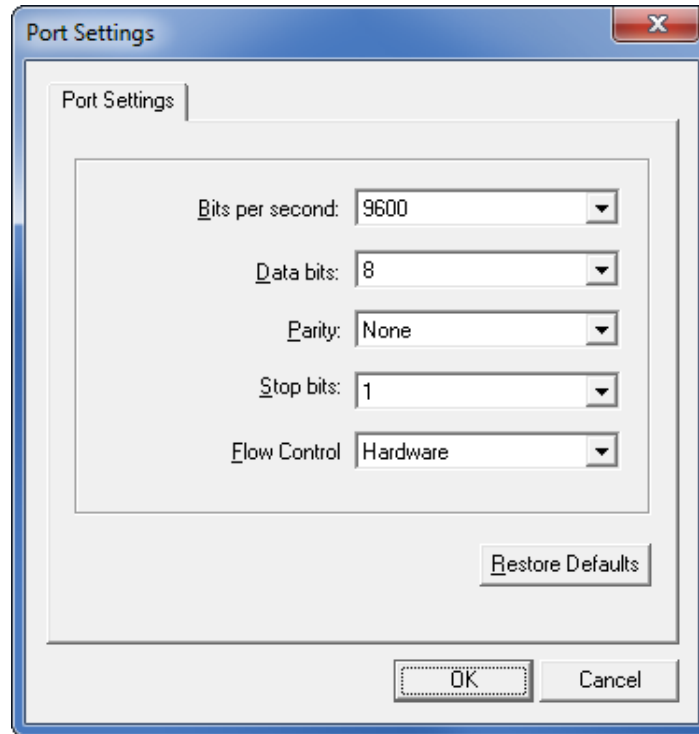 Port Settings
Port Settings
Bits per second: 9600
Data bits: 8
Parity: None
Stop bits: 1
Flow Control Hardware
Restore Defaults
OK Cancel